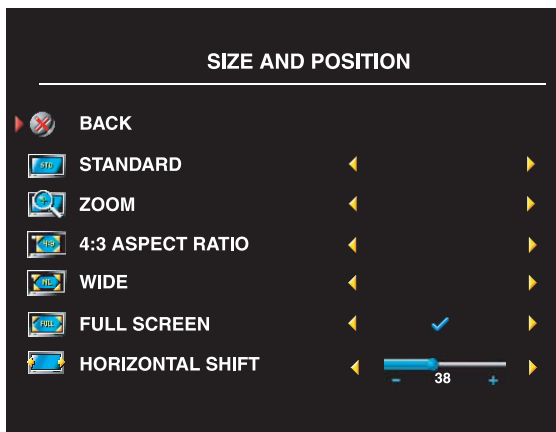 SIZE AND POSITION
BACK
STD
STANDARD
ZOOM
4:3
4:3 ASPECT RATIO
NL
WIDE
FULL
FULL SCREEN
HORIZONTAL SHIFT
- 38 +